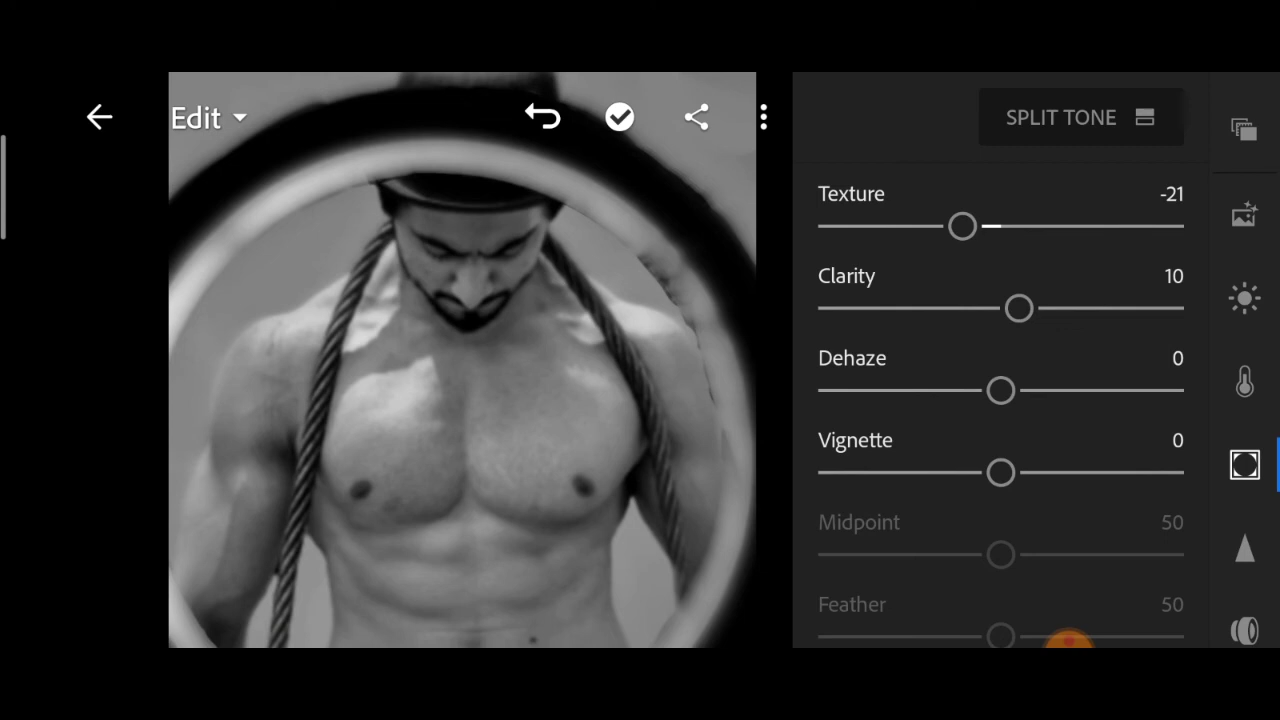 Edit
SPLIT TONE
Texture -21
Clarity 10
Dehaze 0
Vignette 0
Midpoint 50
Feather 50